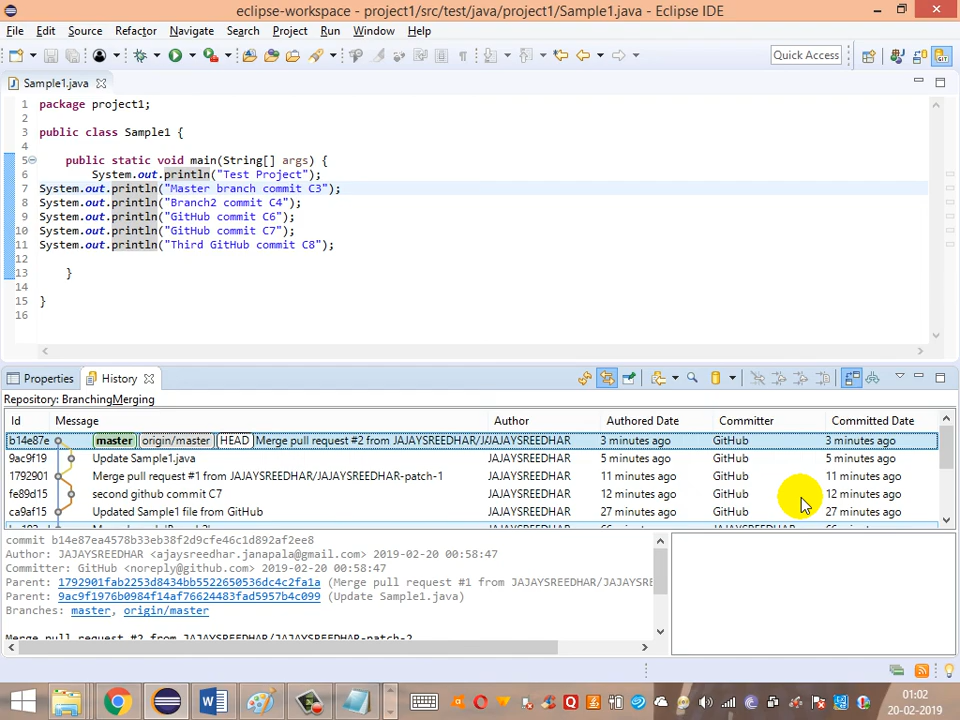 eclipse-workspace - project1/src/test/java/project1/Sample1.java - Eclipse IDE
File Edit Source Refactor Navigate Search Project Run Window Help
Quick Access
Sample1.java
1 package project1;
2
3 public class Sample1 {
4
5 public static void main(String[] args) {
6 System.out.println("Test Project");
7 System.out.println("Master branch commit C3");
8 System.out.println("Branch2 commit C4");
9 System.out.println("GitHub commit C6");
10 System.out.println("GitHub commit C7");
11 System.out.println("Third GitHub commit C8");
12
13 }
14
15 }
16
Properties History
Repository: BranchingMerging
Id Message Author Authored Date Committer Committed Date
b14e87e master origin/master HEAD Merge pull request #2 from JAJAYSREEDHAR/J JAJAYSREEDHAR 3 minutes ago GitHub 3 minutes ago
9ac9f19 Update Sample1.java JAJAYSREEDHAR 5 minutes ago GitHub 5 minutes ago
1792901 Merge pull request #1 from JAJAYSREEDHAR/JAJAYSREEDHAR-patch-1 JAJAYSREEDHAR 11 minutes ago GitHub 11 minutes ago
fe89d15 second github commit C7 JAJAYSREEDHAR 12 minutes ago GitHub 12 minutes ago
ca9af15 Updated Sample1 file from GitHub JAJAYSREEDHAR 27 minutes ago GitHub 27 minutes ago
commit b14e87ea4578b33eb38f2d9cfe46c1d892af2ee8
Author: JAJAYSREEDHAR <ajaysreedhar.janapala@gmail.com> 2019-02-20 00:58:47
Committer: GitHub <noreply@github.com> 2019-02-20 00:58:47
Parent: 1792901fab2253d8434bb5522650536dc4c2fa1a (Merge pull request #1 from JAJAYSREEDHAR/JAJAYSREEDHAR
Parent: 9ac9f1976b0984f14af76624483fad5957b4c099 (Update Sample1.java)
Branches: master, origin/master
Merge pull request #2 from JAJAYSREEDHAR/JAJAYSREEDHAR-patch-2
01:02
20-02-2019